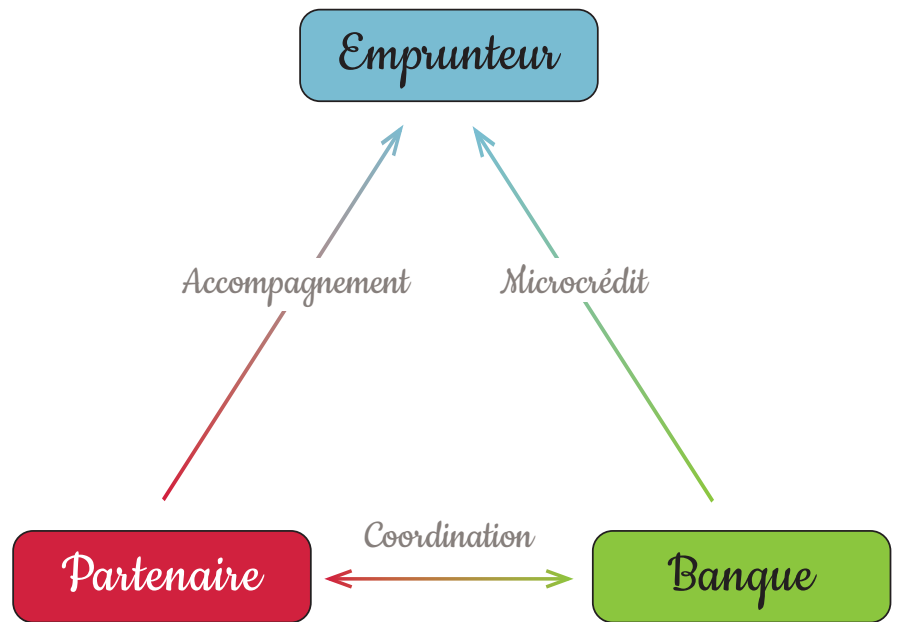 Emprunteur
Accompagnement
Microcrédit
Coordination
Partenaire
Banque